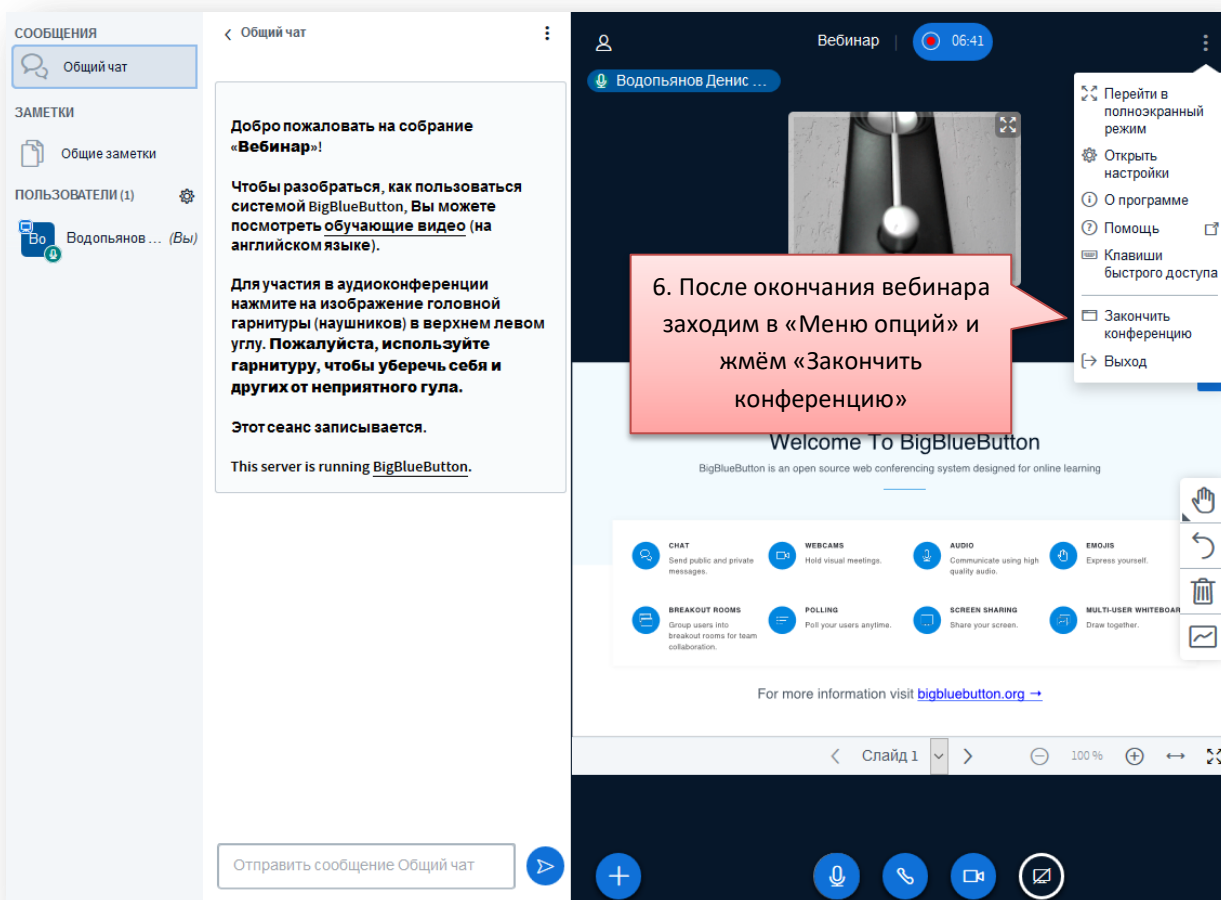 СООБЩЕНИЯ
Общий чат
ЗАМЕТКИ
Общие заметки
ПОЛЬЗОВАТЕЛИ (1)
Во
Водопьянов ... (Вы)
Общий чат
Добро пожаловать на собрание
«Вебинар»!
Чтобы разобраться, как пользоваться
системой BigBlueButton, Вы можете
посмотреть обучающие видео (на
английском языке).
Для участия в аудиоконференции
нажмите на изображение головной
гарнитуры (наушников) в верхнем левом
углу. Пожалуйста, используйте
гарнитуру, чтобы уберечь себя и
других от неприятного гула.
Этот сеанс записывается.
This server is running BigBlueButton.
Отправить сообщение Общий чат
Вебинар
06:41
Водопьянов Денис ...
Перейти в
полноэкранный
режим
Открыть
настройки
О программе
Помощь
Клавиши
быстрого доступа
Закончить
конференцию
Выход
6. После окончания вебинара
заходим в «Меню опций» и
жмём «Закончить
конференцию»
Welcome To BigBlueButton
BigBlueButton is an open source web conferencing system designed for online learning
CHAT
Send public and private
messages.
WEBCAMS
Hold visual meetings.
AUDIO
Communicate using high
quality audio.
EMOJIS
Express yourself.
BREAKOUT ROOMS
Group users into
breakout rooms for team
collaboration.
POLLING
Poll your users anytime.
SCREEN SHARING
Share your screen.
MULTI-USER WHITEBOAR
Draw together.
For more information visit bigbluebutton.org →
Слайд 1
100 %